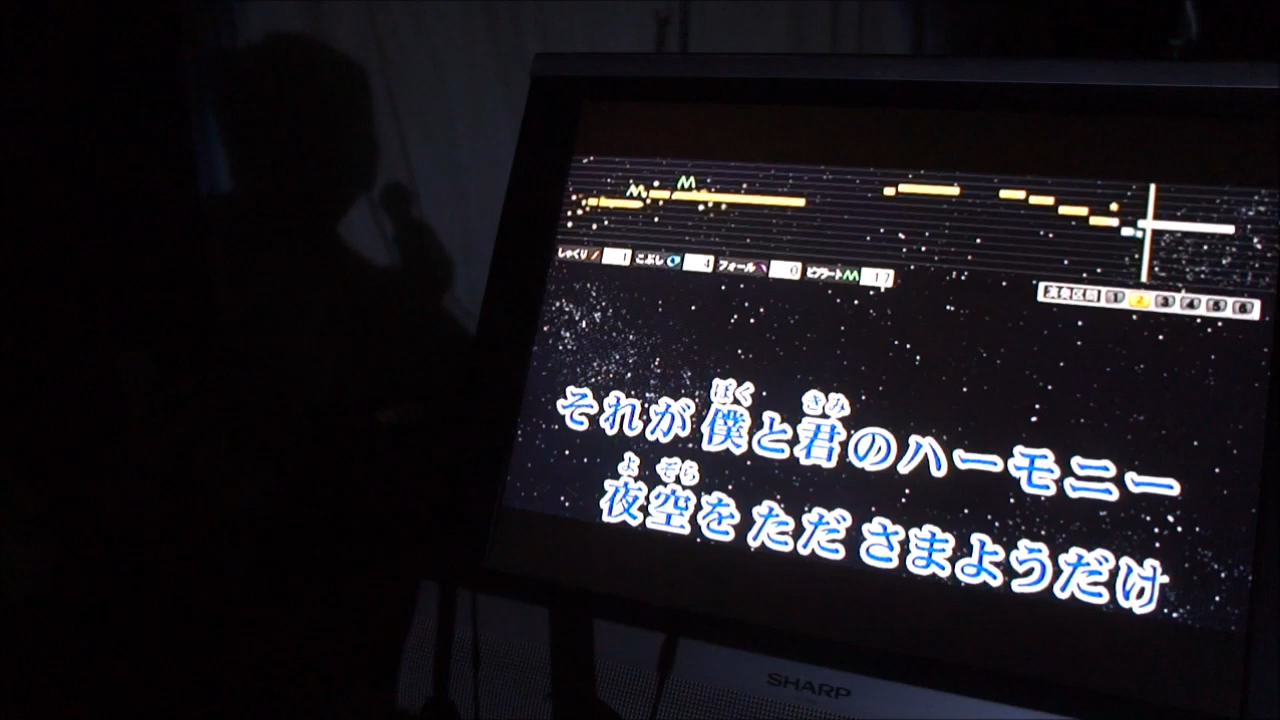 しゃくり 1 こぶし 4 フォール 0 ビブラート 17
演奏区間 1 2 3 4 5 6
ぼく きみ
それが僕と君のハーモニー
よ ぞら
夜空をただ さまようだけ
SHARP